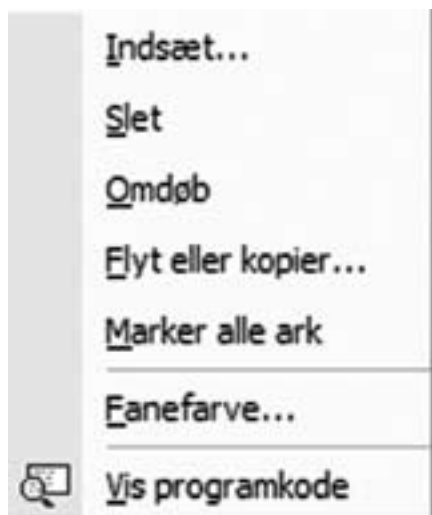 Indsæt...
Slet
Omdøb
Flyt eller kopier...
Marker alle ark
Fanefarve...
Vis programkode